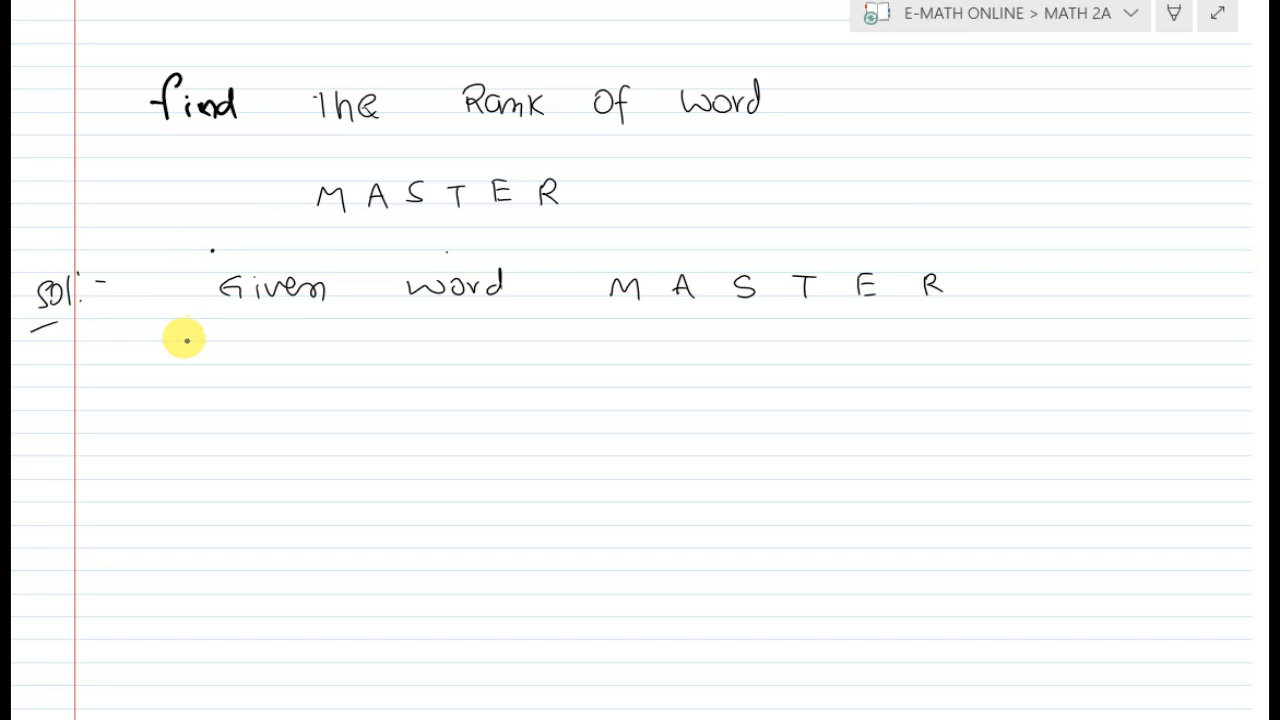 E-MATH ONLINE > MATH 2A
find the Rank of word
M A S T E R
Sol:- Given word M A S T E R